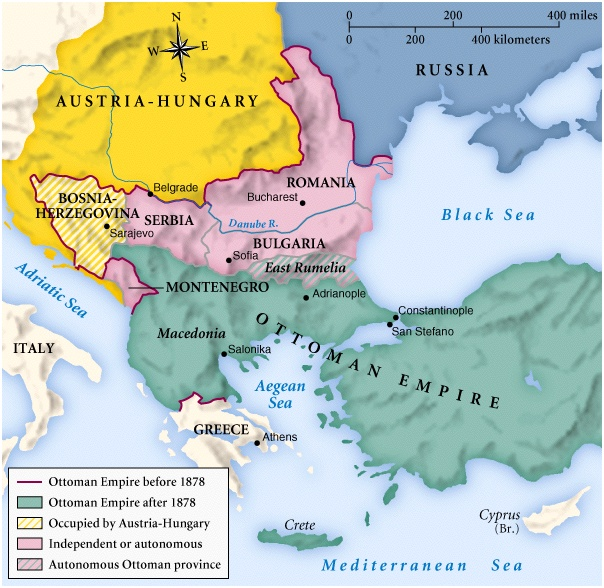 N
W E
S
0 200 400 miles
0 200 400 kilometers
RUSSIA
AUSTRIA-HUNGARY
BOSNIA-
HERZEGOVINA
Sarajevo
Belgrade
SERBIA
ROMANIA
Bucharest
Danube R.
BULGARIA
Sofia
East Rumelia
Black Sea
Adriatic Sea
MONTENEGRO
Adrianople
Constantinople
San Stefano
Macedonia
OTTOMAN EMPIRE
ITALY
Salonika
Aegean
Sea
GREECE
Athens
Ottoman Empire before 1878
Ottoman Empire after 1878
Occupied by Austria-Hungary
Independent or autonomous
Autonomous Ottoman province
Crete
Cyprus
(Br.)
Mediterranean Sea